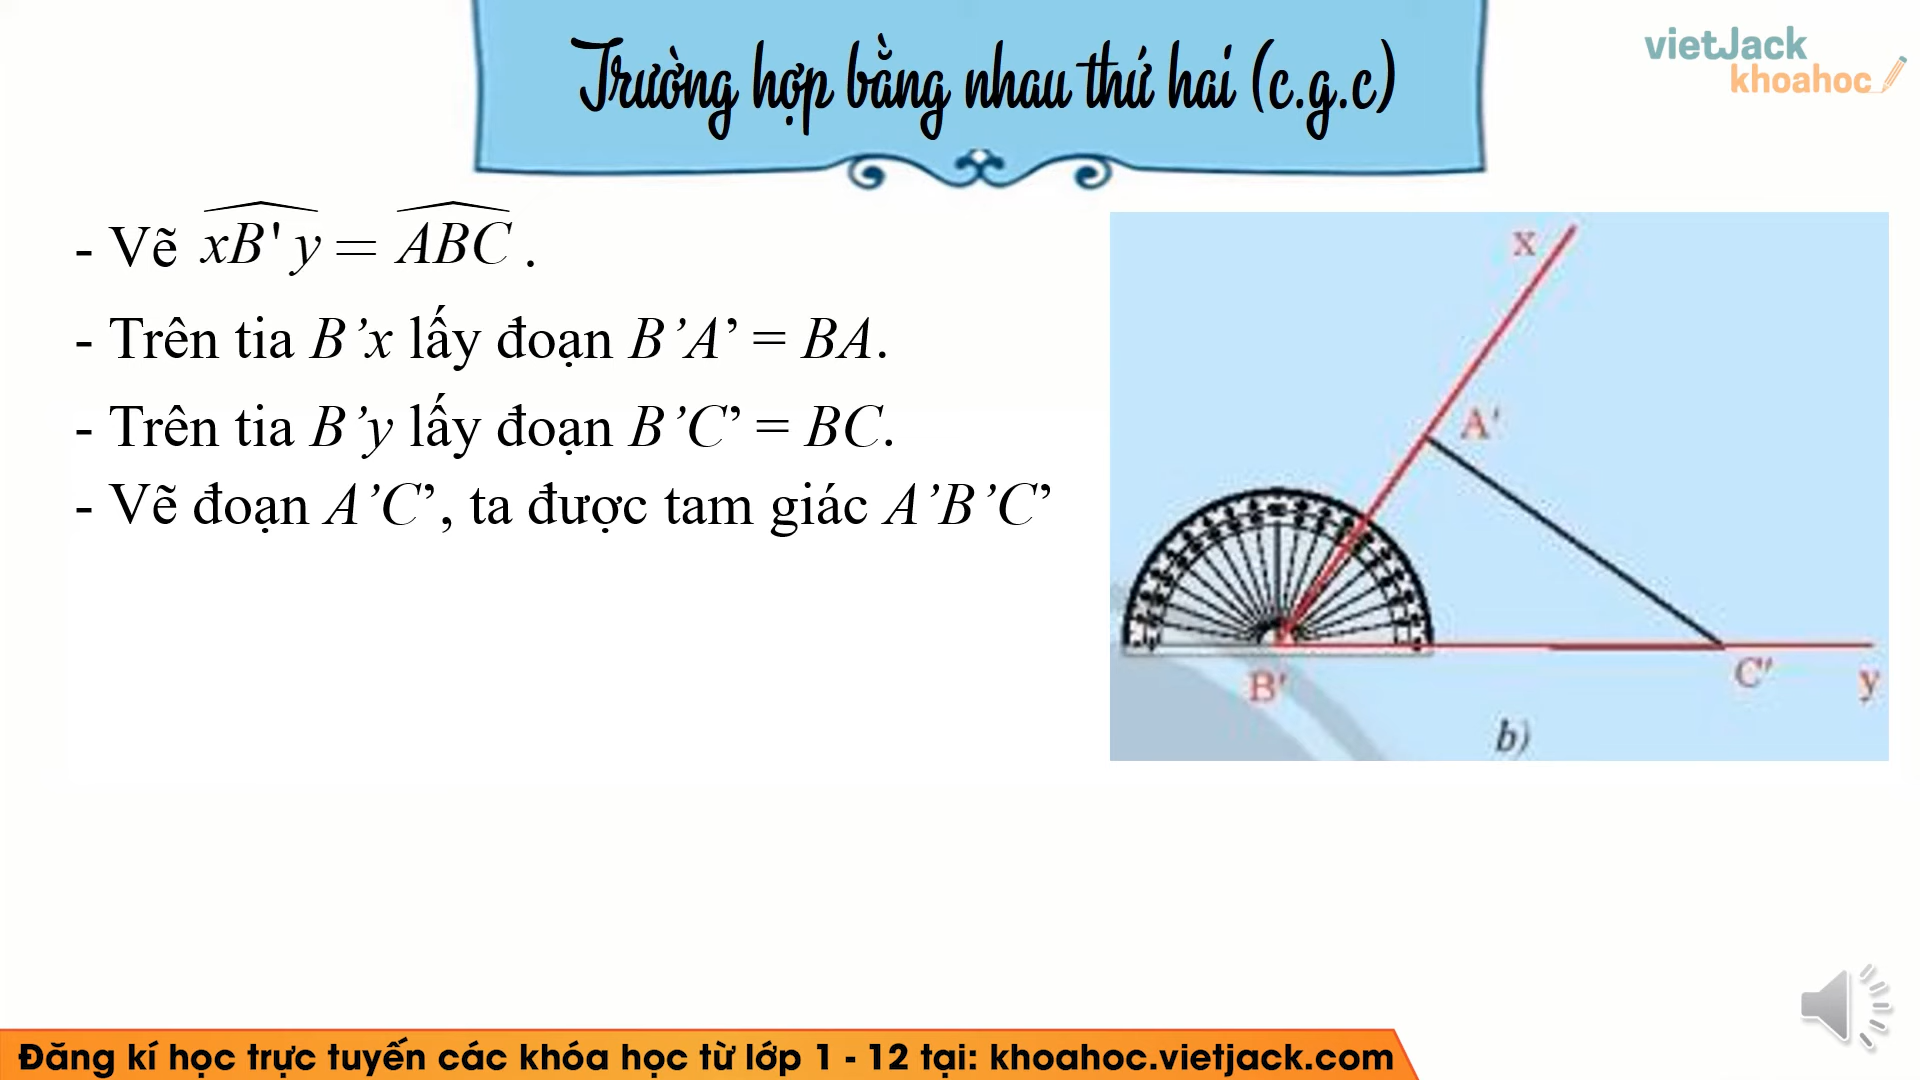 Trường hợp bằng nhau thứ hai (c.g.c)
vietJack
khoahoc
- Vẽ xB'y = ABC .
- Trên tia B’x lấy đoạn B’A’ = BA.
- Trên tia B’y lấy đoạn B’C’ = BC.
- Vẽ đoạn A’C’, ta được tam giác A’B’C’
x
A'
B'
C'
y
b)
Đăng kí học trực tuyến các khóa học từ lớp 1 - 12 tại: khoahoc.vietjack.com